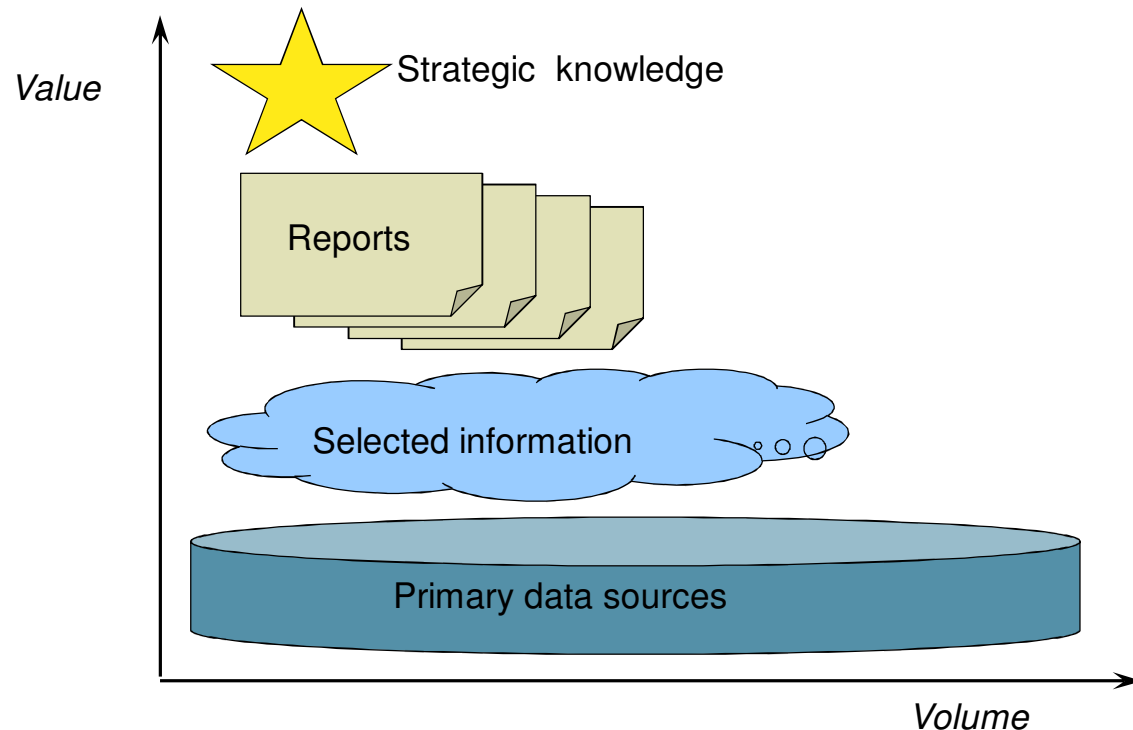 Value
Strategic knowledge
Reports
Selected information
Primary data sources
Volume